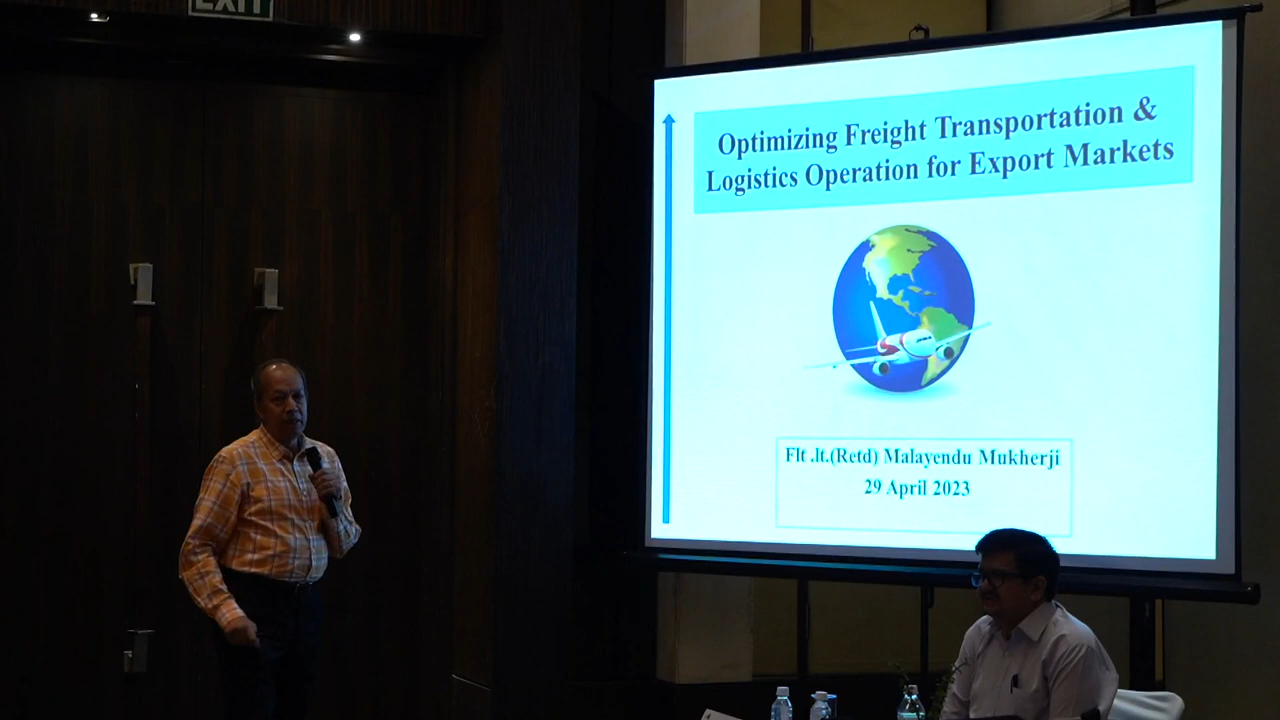 EXIT
Optimizing Freight Transportation &
Logistics Operation for Export Markets
Flt .lt.(Retd) Malayendu Mukherji
29 April 2023